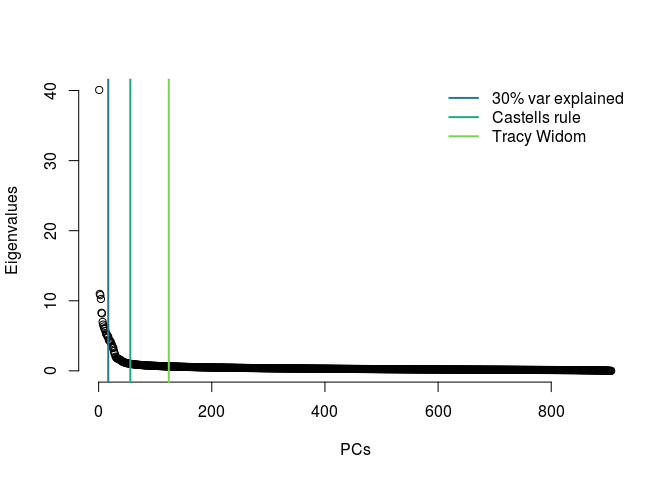 40
30
20
10
0
Eigenvalues
30% var explained
Castells rule
Tracy Widom
0 200 400 600 800
PCs